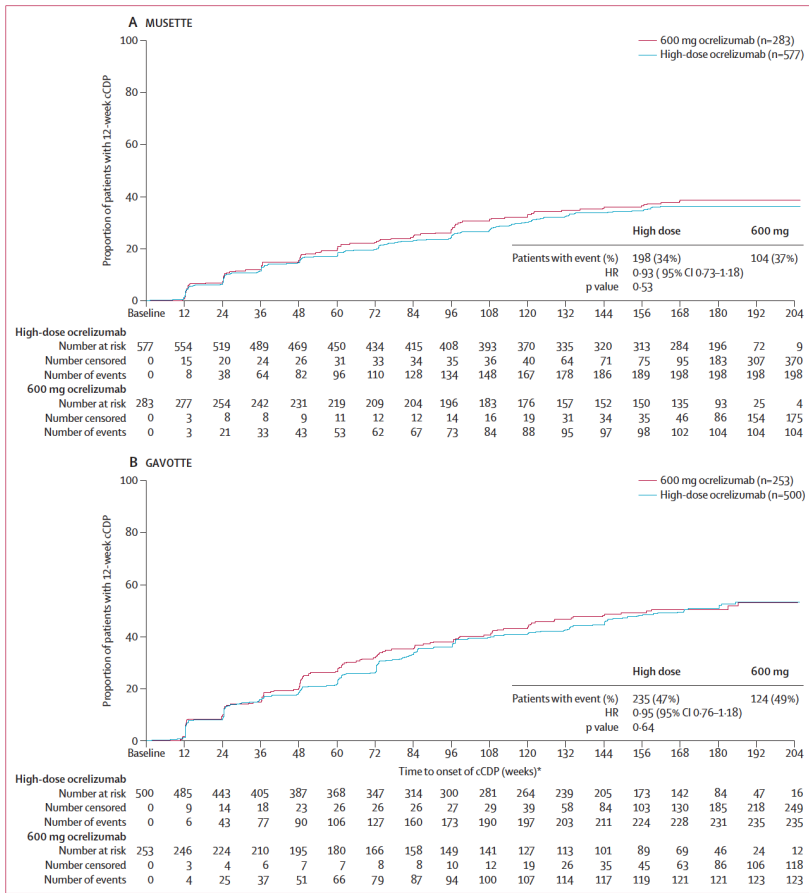 A MUSETTE
100
80
60
40
20
0
Proportion of patients with 12-week cCDP
600 mg ocrelizumab (n=283)
High-dose ocrelizumab (n=577)
High dose 600 mg
Patients with event (%) 198 (34%) 104 (37%)
HR 0·93 ( 95% CI 0·73–1·18)
p value 0·53
Baseline 12 24 36 48 60 72 84 96 108 120 132 144 156 168 180 192 204
High-dose ocrelizumab
Number at risk 577 554 519 489 469 450 434 415 408 393 370 335 320 313 284 196 72 9
Number censored 0 15 20 24 26 31 33 34 35 36 40 64 71 75 95 183 307 370
Number of events 0 8 38 64 82 96 110 128 134 148 167 178 186 189 198 198 198 198
600 mg ocrelizumab
Number at risk 283 277 254 242 231 219 209 204 196 183 176 157 152 150 135 93 25 4
Number censored 0 3 8 8 9 11 12 12 14 16 19 31 34 35 46 86 154 175
Number of events 0 3 21 33 43 53 62 67 73 84 88 95 97 98 102 104 104 104
B GAVOTTE
100
80
60
40
20
0
Proportion of patients with 12-week cCDP
600 mg ocrelizumab (n=253)
High-dose ocrelizumab (n=500)
High dose 600 mg
Patients with event (%) 235 (47%) 124 (49%)
HR 0·95 (95% CI 0·76–1·18)
p value 0·64
Baseline 12 24 36 48 60 72 84 96 108 120 132 144 156 168 180 192 204
Time to onset of cCDP (weeks)*
High-dose ocrelizumab
Number at risk 500 485 443 405 387 368 347 314 300 281 264 239 205 173 142 84 47 16
Number censored 0 9 14 18 23 26 26 26 27 29 39 58 84 103 130 185 218 249
Number of events 0 6 43 77 90 106 127 160 173 190 197 203 211 224 228 231 235 235
600 mg ocrelizumab
Number at risk 253 246 224 210 195 180 166 158 149 141 127 113 101 89 69 46 24 12
Number censored 0 3 4 6 7 7 8 8 10 12 19 26 35 45 63 86 106 118
Number of events 0 4 25 37 51 66 79 87 94 100 107 114 117 119 121 121 123 123